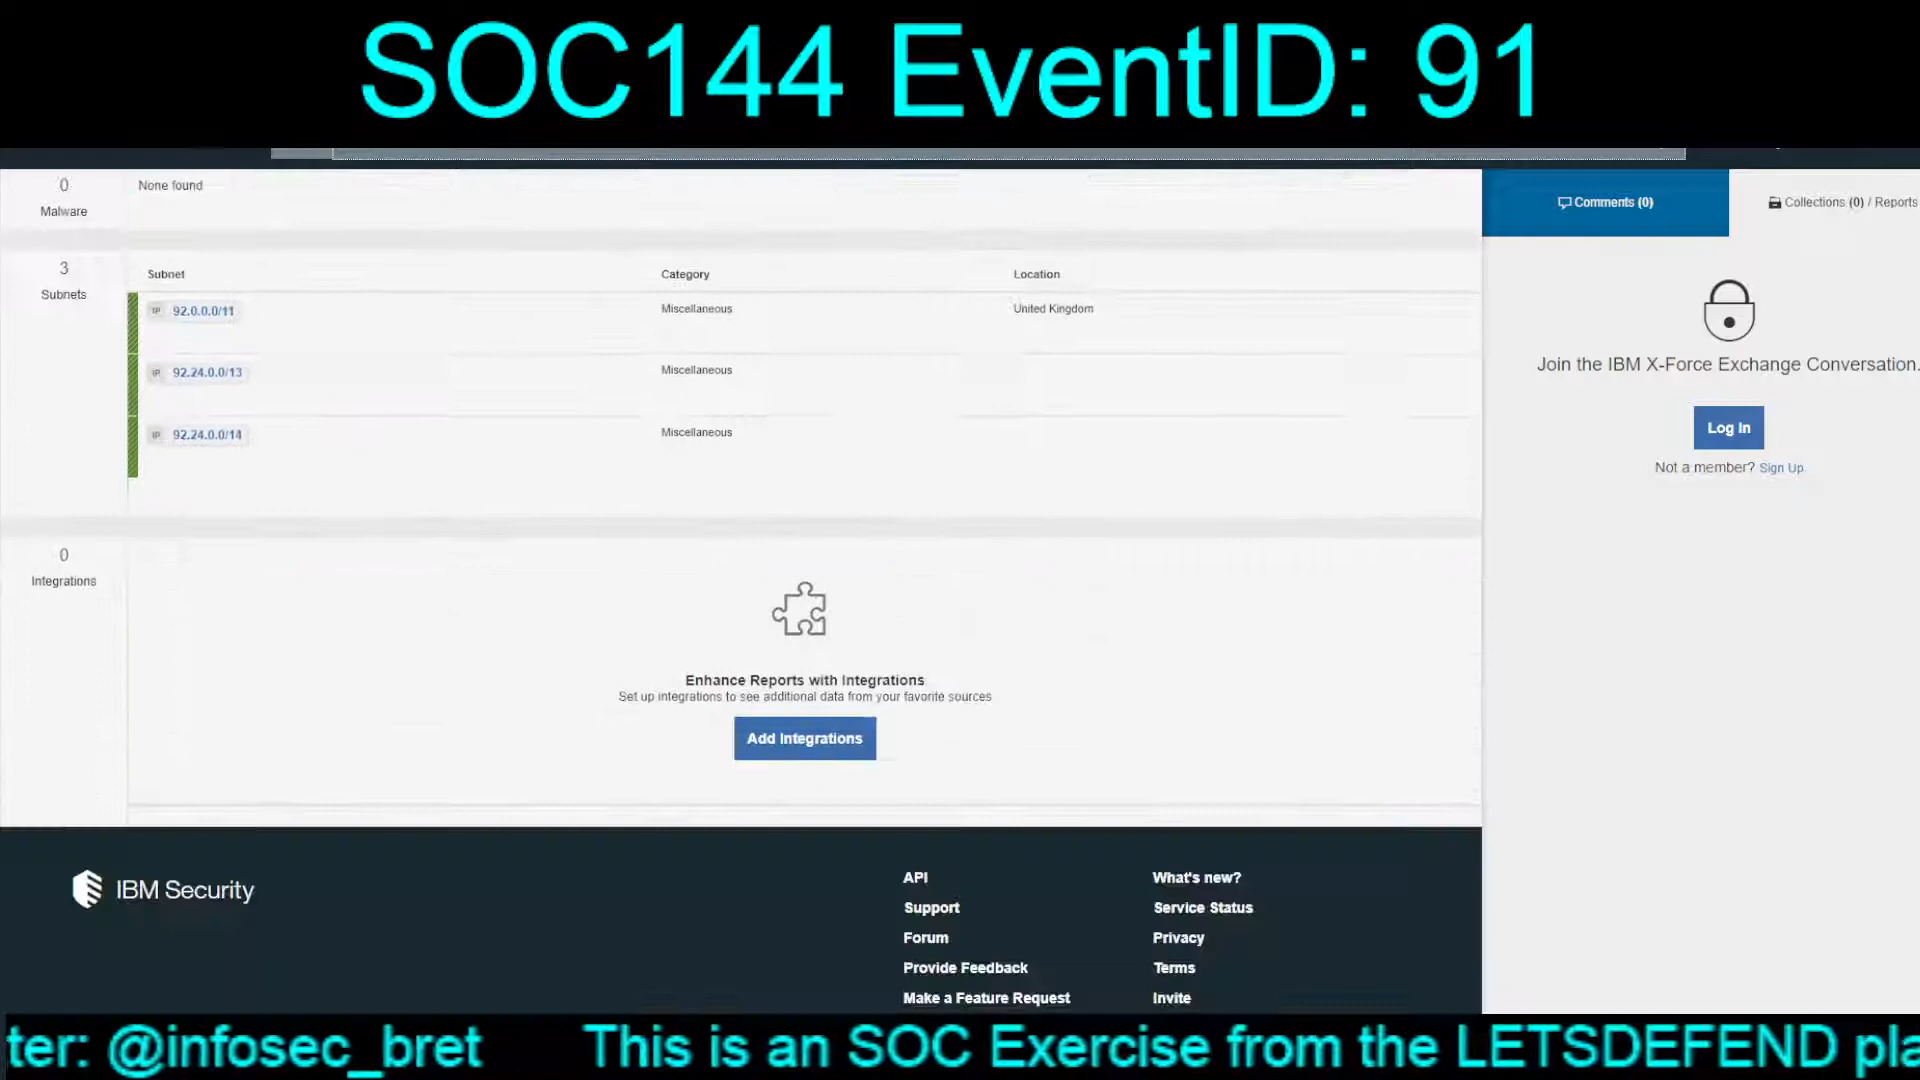 SOC144 EventID: 91
0
Malware
None found
Comments (0)
Collections (0) / Reports
3
Subnets
Subnet Category Location
IP 92.0.0.0/11 Miscellaneous United Kingdom
IP 92.24.0.0/13 Miscellaneous
IP 92.24.0.0/14 Miscellaneous
Join the IBM X-Force Exchange Conversation.
Log In
Not a member? Sign Up
0
Integrations
Enhance Reports with Integrations
Set up integrations to see additional data from your favorite sources
Add Integrations
IBM Security
API
Support
Forum
Provide Feedback
Make a Feature Request
What's new?
Service Status
Privacy
Terms
Invite
ter: @infosec_bret This is an SOC Exercise from the LETSDEFEND pla